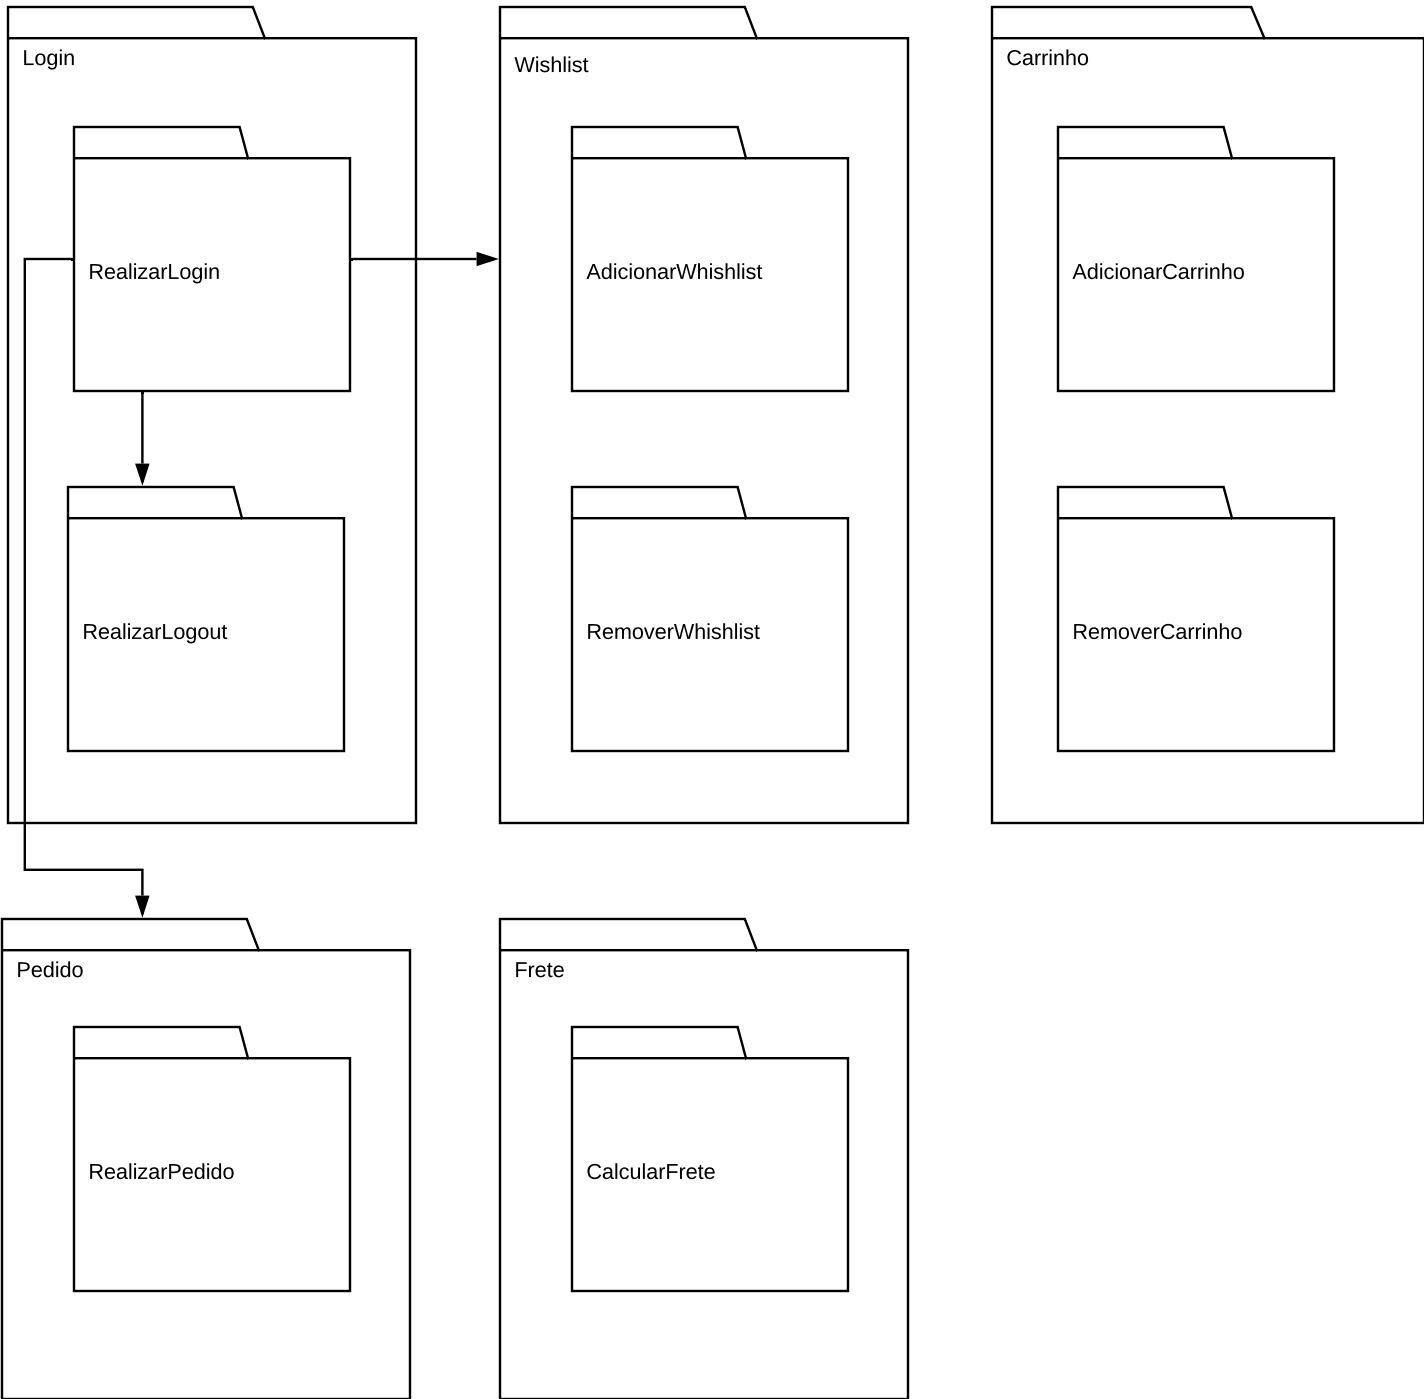 Login
Wishlist
Carrinho
RealizarLogin
AdicionarWhishlist
AdicionarCarrinho
RealizarLogout
RemoverWhishlist
RemoverCarrinho
Pedido
Frete
RealizarPedido
CalcularFrete